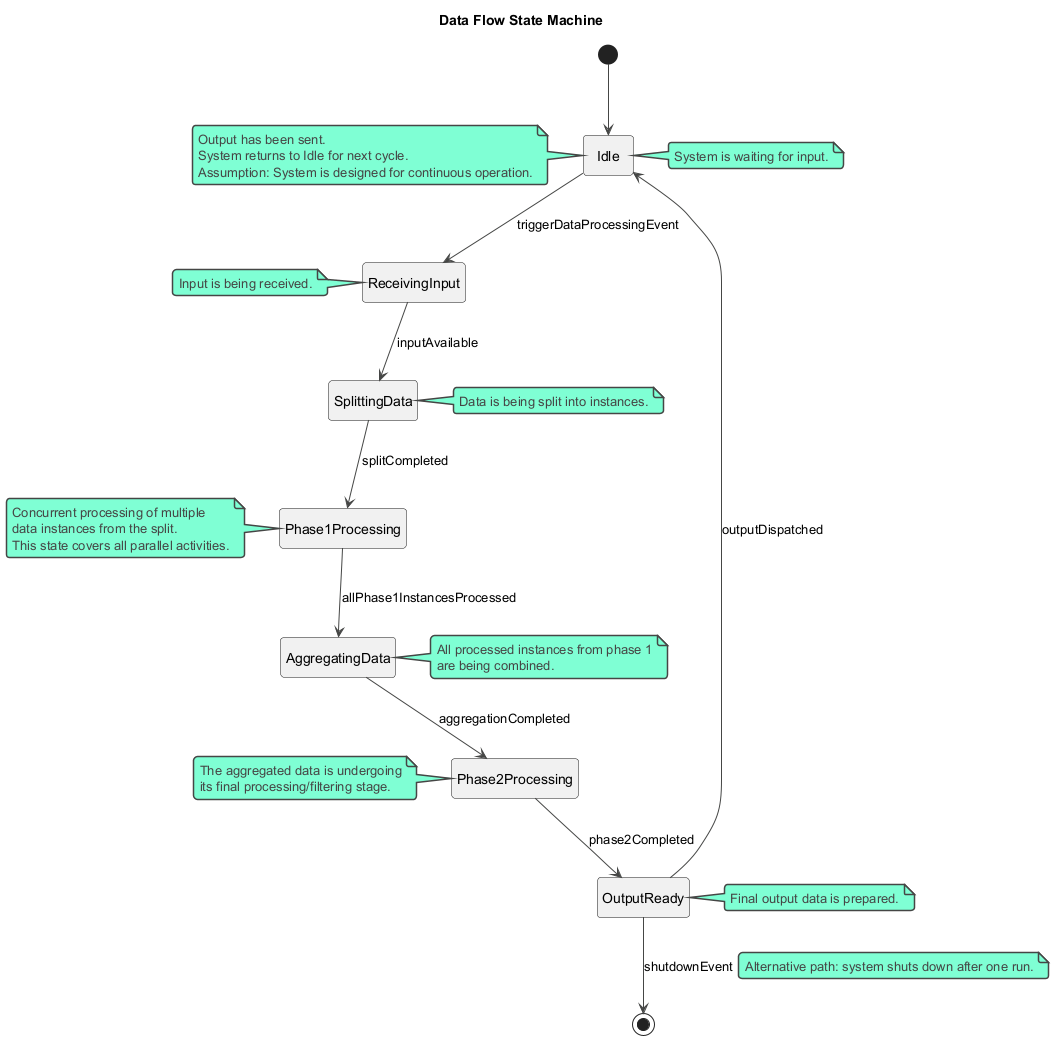 Data Flow State Machine
Output has been sent.
System returns to Idle for next cycle.
Assumption: System is designed for continuous operation.
Idle
System is waiting for input.
triggerDataProcessingEvent
Input is being received.
ReceivingInput
inputAvailable
SplittingData
Data is being split into instances.
splitCompleted
Concurrent processing of multiple
data instances from the split.
This state covers all parallel activities.
Phase1Processing
outputDispatched
allPhase1InstancesProcessed
AggregatingData
All processed instances from phase 1
are being combined.
aggregationCompleted
The aggregated data is undergoing
its final processing/filtering stage.
Phase2Processing
phase2Completed
OutputReady
Final output data is prepared.
shutdownEvent
Alternative path: system shuts down after one run.